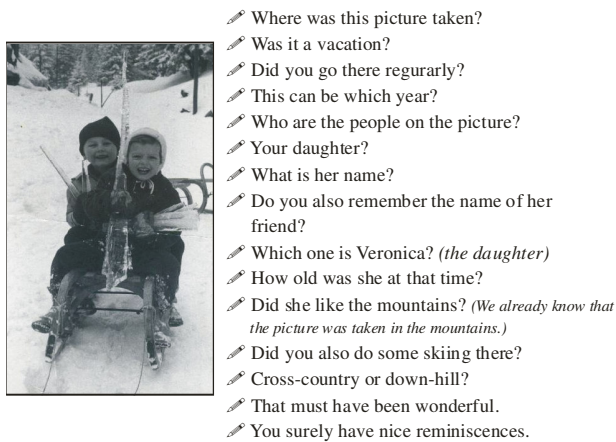 Where was this picture taken?
Was it a vacation?
Did you go there regurarly?
This can be which year?
Who are the people on the picture?
Your daughter?
What is her name?
Do you also remember the name of her
friend?
Which one is Veronica? (the daughter)
How old was she at that time?
Did she like the mountains? (We already know that
the picture was taken in the mountains.)
Did you also do some skiing there?
Cross-country or down-hill?
That must have been wonderful.
You surely have nice reminiscences.